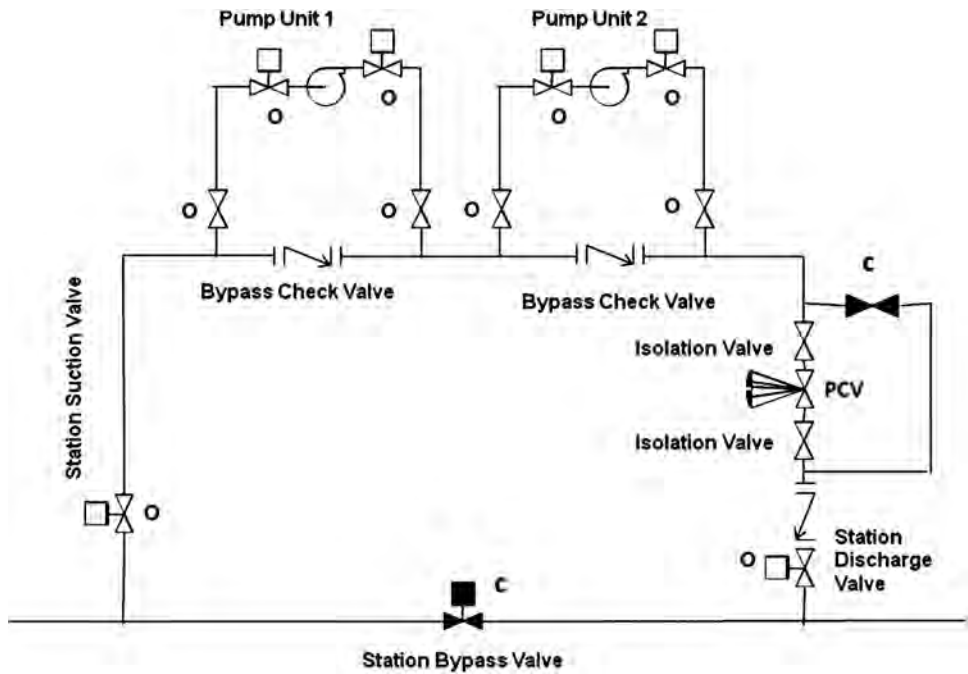 Pump Unit 1
Pump Unit 2
O
O
O
O
O
O
O
O
C
Bypass Check Valve
Bypass Check Valve
Station Suction Valve
Isolation Valve
PCV
Isolation Valve
O
Station
Discharge
Valve
O
C
Station Bypass Valve